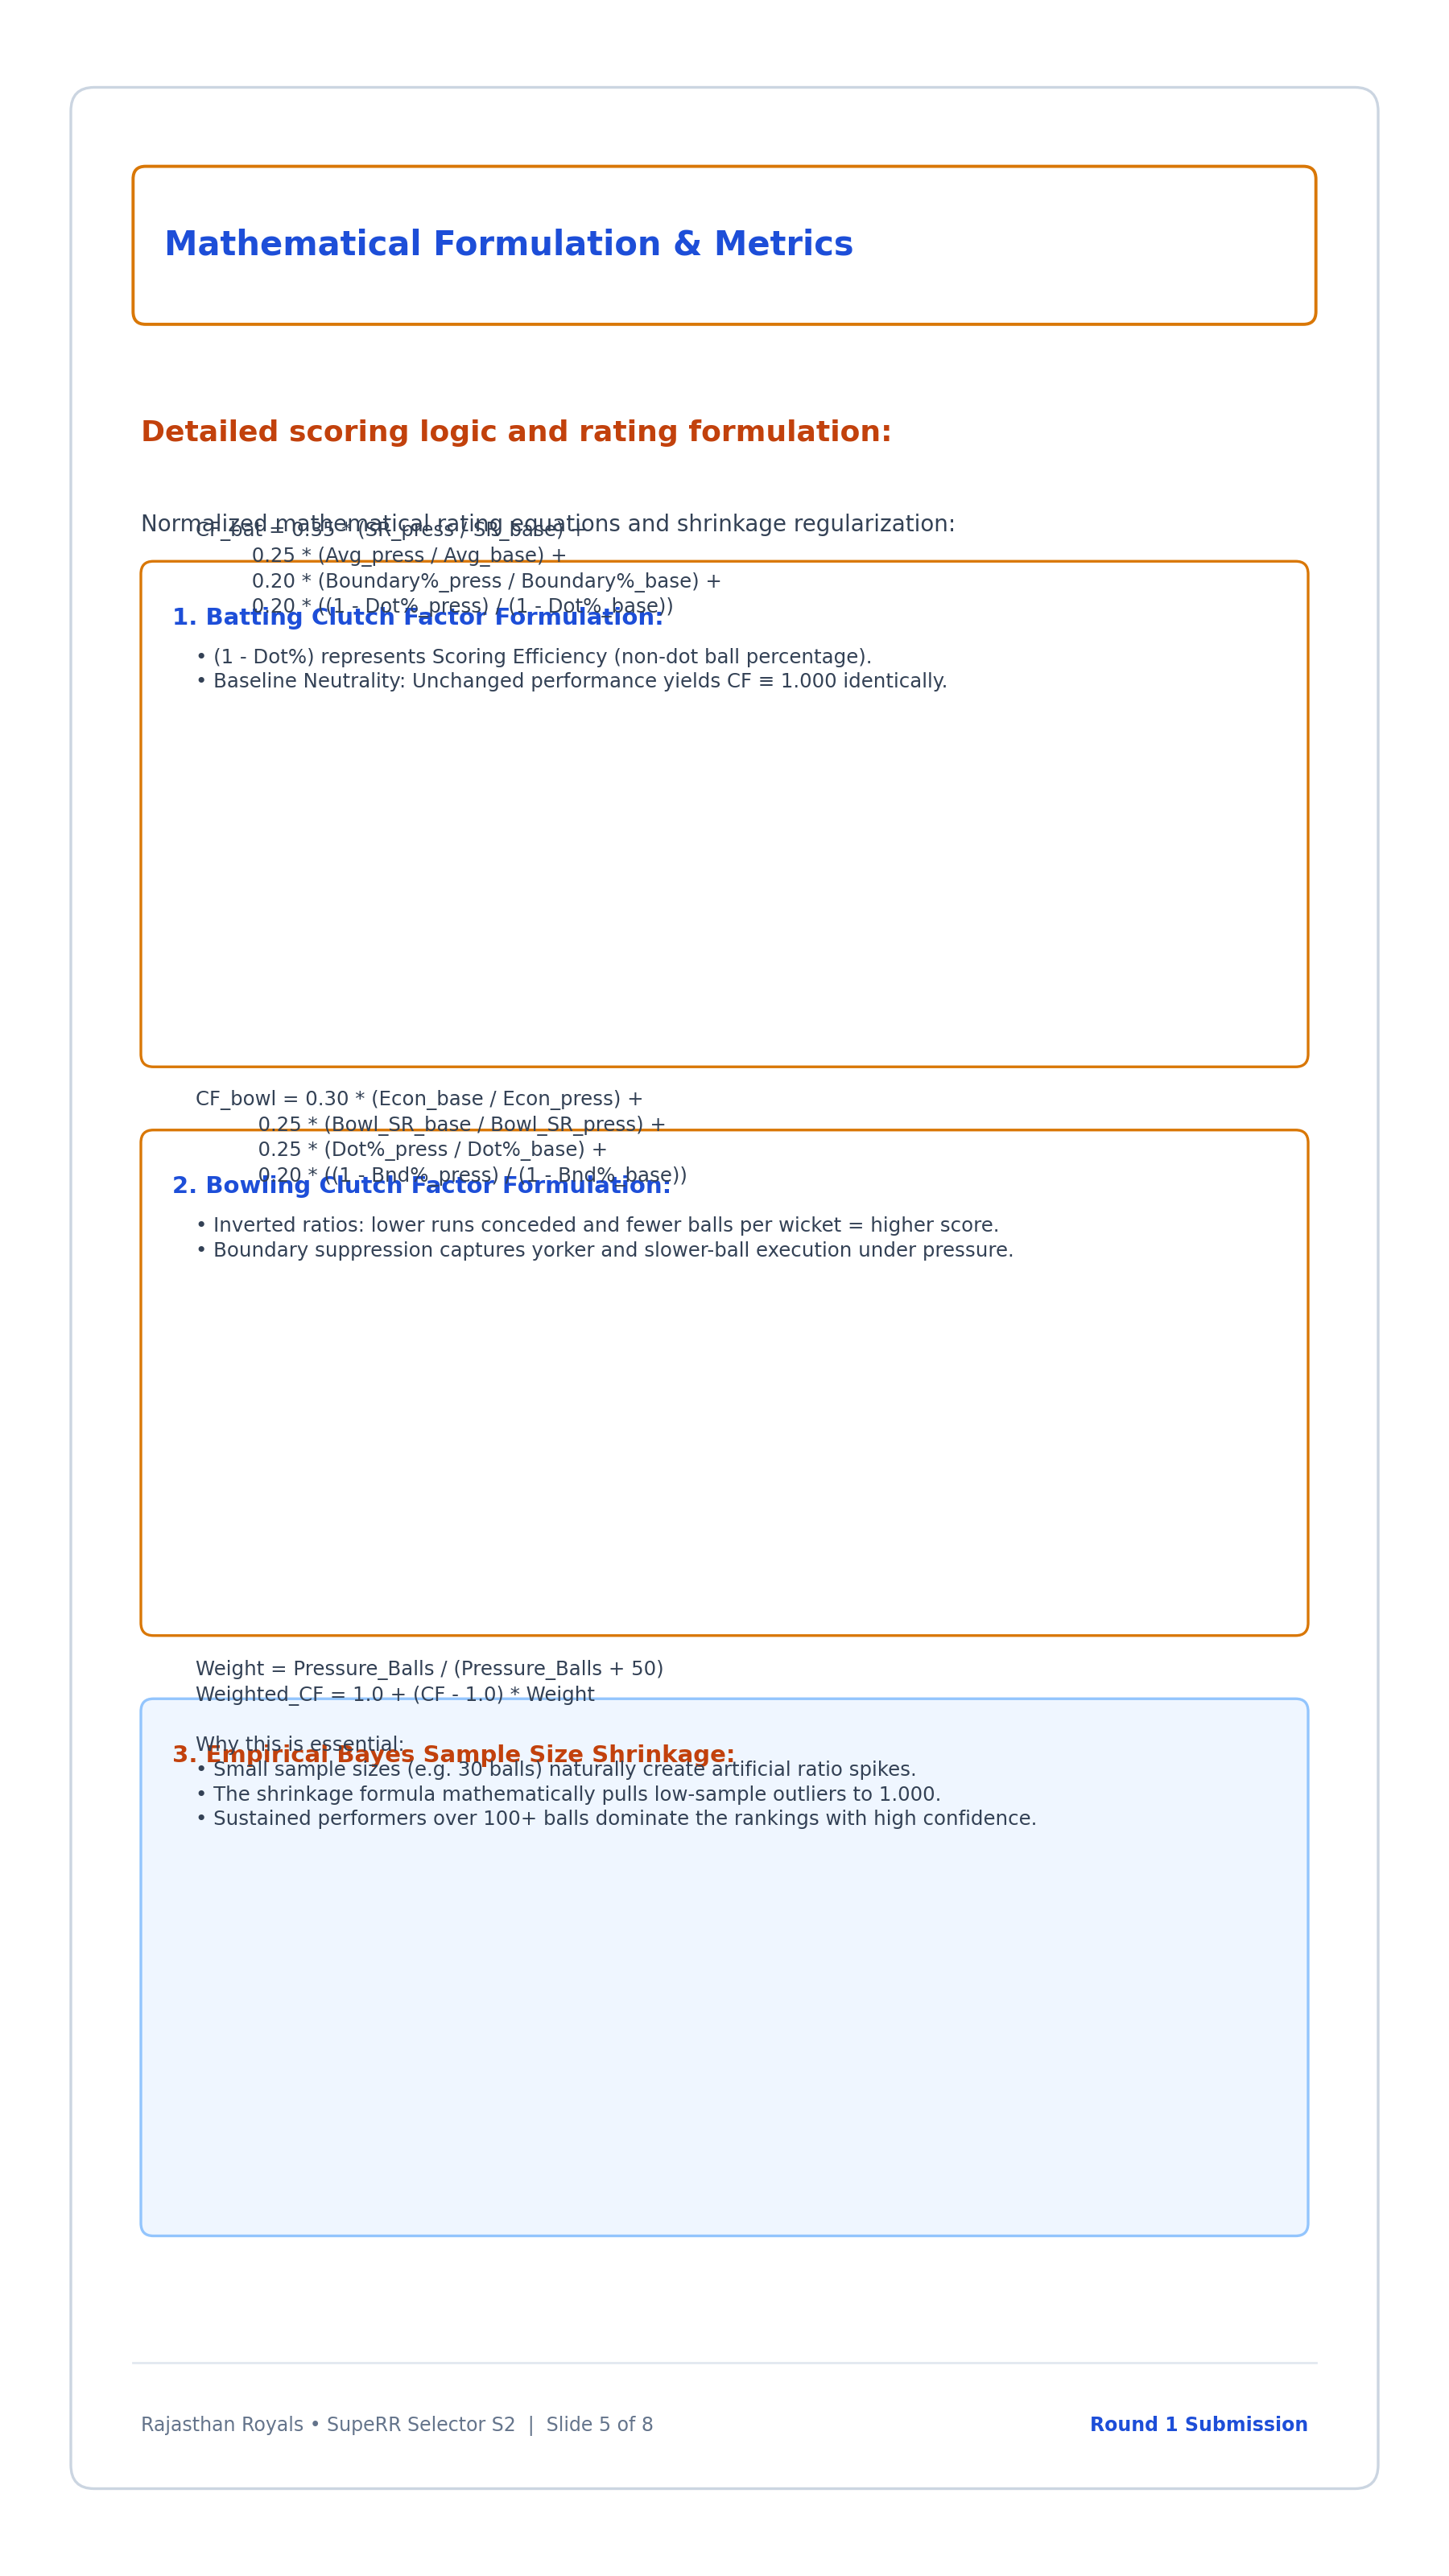 Mathematical Formulation & Metrics
Detailed scoring logic and rating formulation:
Normalized mathematical rating equations and shrinkage regularization:
CF_bat = 0.35 * (SR_press / SR_base) +
0.25 * (Avg_press / Avg_base) +
0.20 * (Boundary%_press / Boundary%_base) +
0.20 * ((1 - Dot%_press) / (1 - Dot%_base))
1. Batting Clutch Factor Formulation:
• (1 - Dot%) represents Scoring Efficiency (non-dot ball percentage).
• Baseline Neutrality: Unchanged performance yields CF ≡ 1.000 identically.
CF_bowl = 0.30 * (Econ_base / Econ_press) +
0.25 * (Bowl_SR_base / Bowl_SR_press) +
0.25 * (Dot%_press / Dot%_base) +
0.20 * ((1 - Bnd%_press) / (1 - Bnd%_base))
2. Bowling Clutch Factor Formulation:
• Inverted ratios: lower runs conceded and fewer balls per wicket = higher score.
• Boundary suppression captures yorker and slower-ball execution under pressure.
Weight = Pressure_Balls / (Pressure_Balls + 50)
Weighted_CF = 1.0 + (CF - 1.0) * Weight
Why this is essential:
3. Empirical Bayes Sample Size Shrinkage:
• Small sample sizes (e.g. 30 balls) naturally create artificial ratio spikes.
• The shrinkage formula mathematically pulls low-sample outliers to 1.000.
• Sustained performers over 100+ balls dominate the rankings with high confidence.
Rajasthan Royals • SupeRR Selector S2 | Slide 5 of 8
Round 1 Submission